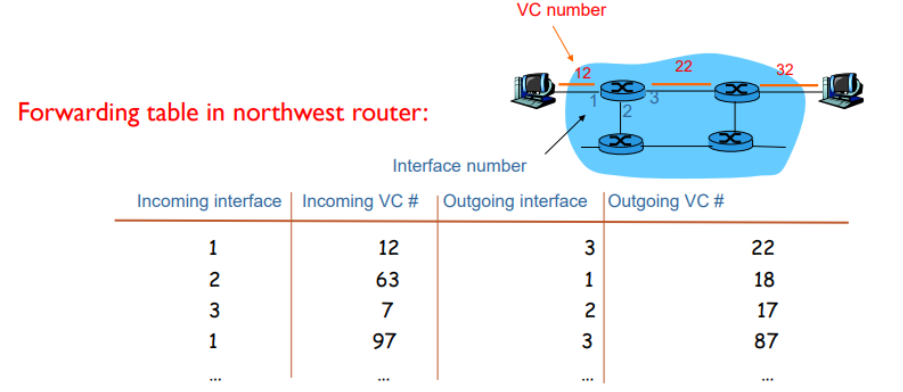 VC number
12
22
32
1
3
2
Forwarding table in northwest router:
Interface number
Incoming interface Incoming VC # Outgoing interface Outgoing VC #
1 12 3 22
2 63 1 18
3 7 2 17
1 97 3 87
... ... ... ...